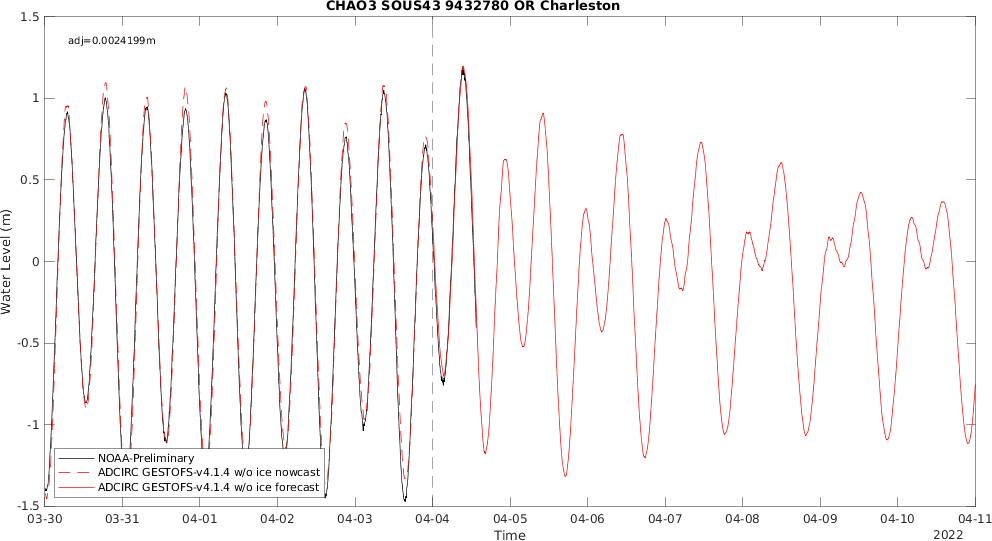 CHAO3 SOUS43 9432780 OR Charleston
adj=0.0024199m
1.5
1
0.5
0
-0.5
-1
-1.5
Water Level (m)
NOAA-Preliminary
ADCIRC GESTOFS-v4.1.4 w/o ice nowcast
ADCIRC GESTOFS-v4.1.4 w/o ice forecast
03-30 03-31 04-01 04-02 04-03 04-04 04-05 04-06 04-07 04-08 04-09 04-10 04-11
Time
2022